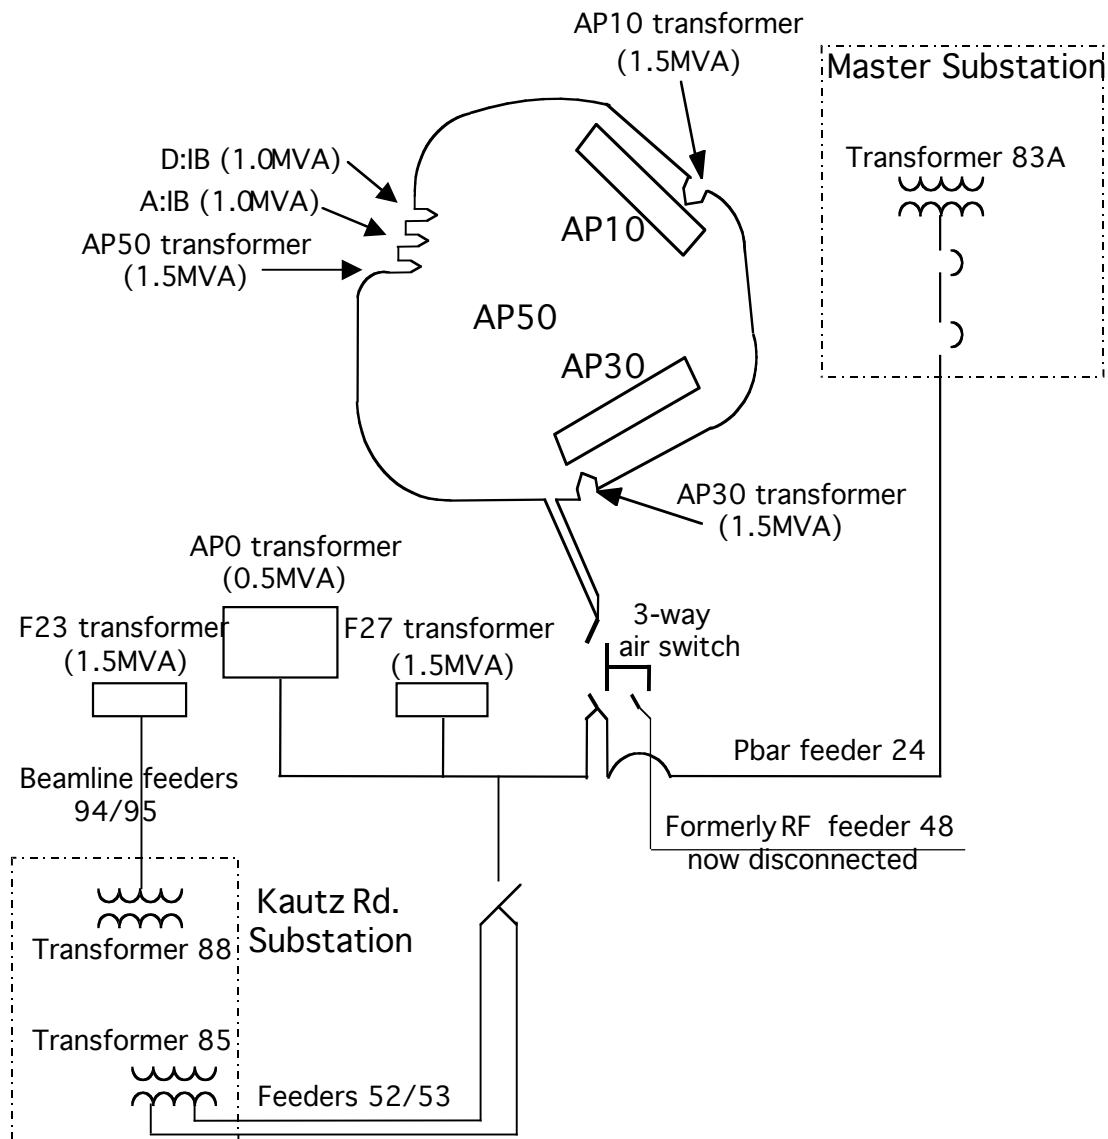 AP10 transformer
(1.5MVA)
Master Substation
Transformer 83A
D:IB (1.0MVA)
A:IB (1.0MVA)
AP50 transformer
(1.5MVA)
AP10
AP50
AP30
AP30 transformer
(1.5MVA)
AP0 transformer
(0.5MVA)
F23 transformer
(1.5MVA)
F27 transformer
(1.5MVA)
3-way
air switch
Pbar feeder 24
Beamline feeders
94/95
Formerly RF feeder 48
now disconnected
Kautz Rd.
Substation
Transformer 88
Transformer 85
Feeders 52/53